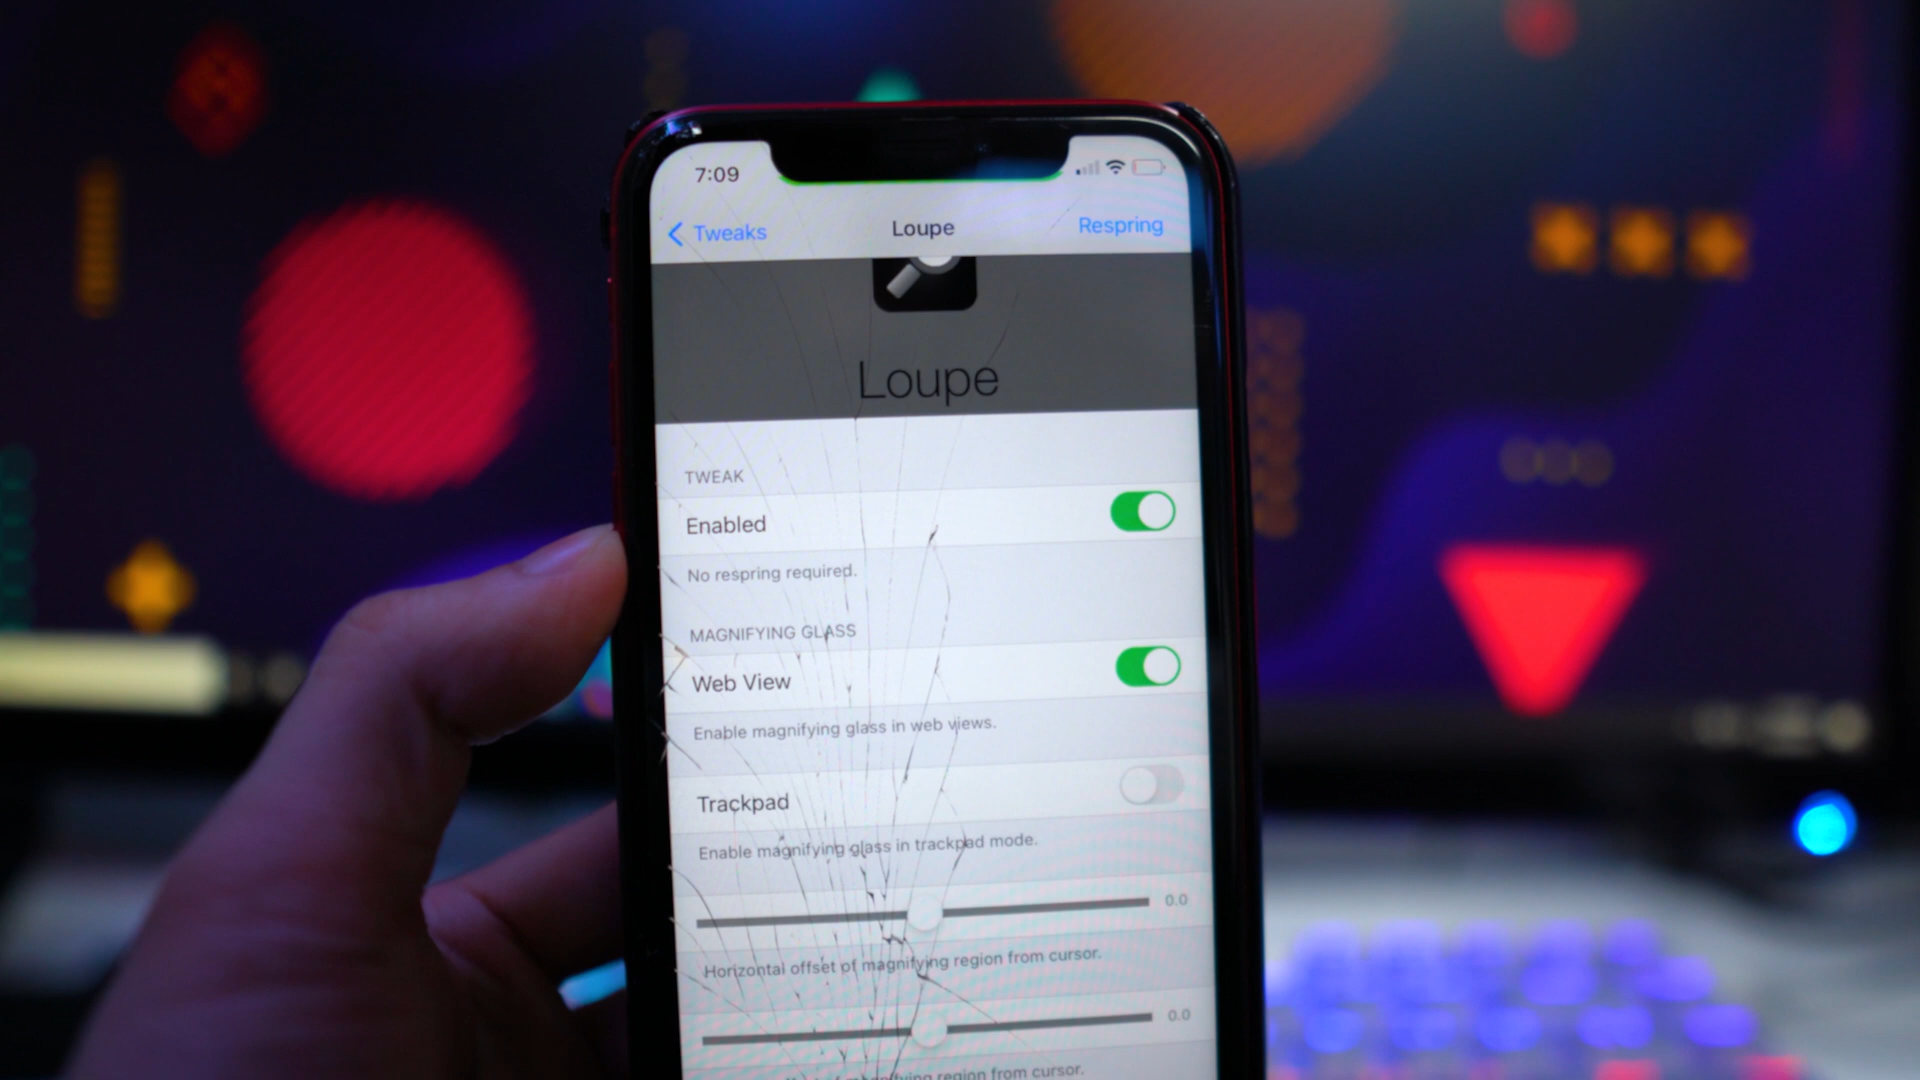 7:09
Tweaks
Loupe
Respring
Loupe
TWEAK
Enabled
No respring required.
MAGNIFYING GLASS
Web View
Enable magnifying glass in web views.
Trackpad
Enable magnifying glass in trackpad mode.
0.0
Horizontal offset of magnifying region from cursor.
0.0
of magnifying region from cursor.